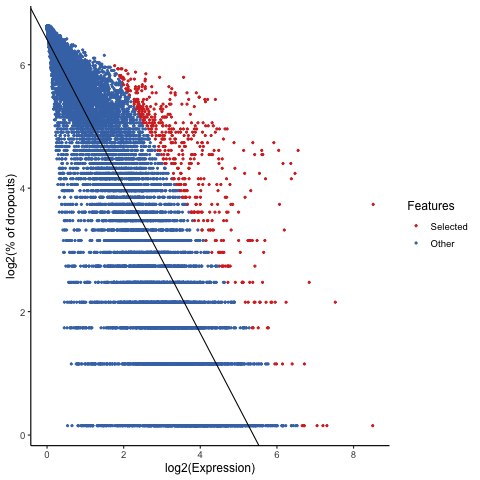 6
4
2
0
0
2
4
6
8
log2(% of dropouts)
log2(Expression)
Features
Selected
Other